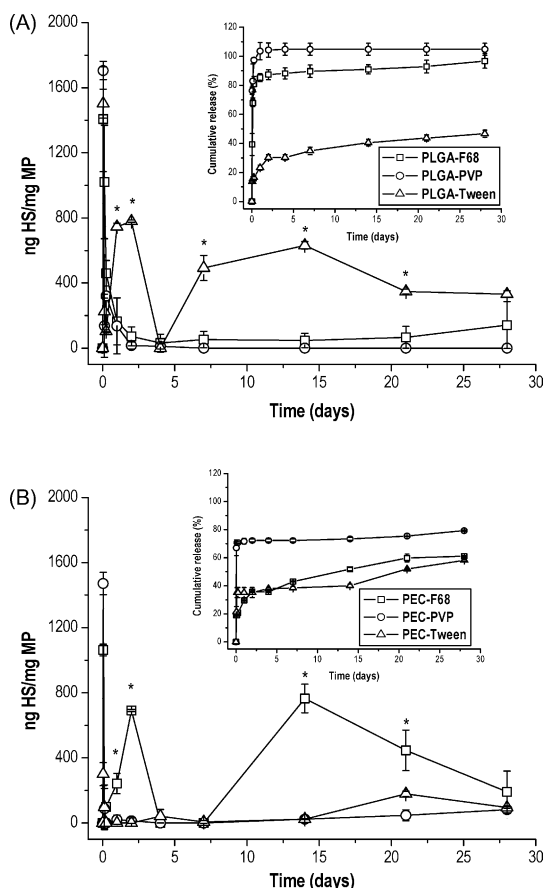 (A)
ng HS/mg MP
2000
1600
1200
800
400
0
0 5 10 15 20 25 30
Time (days)
* * * * *
Cumulative release (%)
120
100
80
60
40
20
0
0 5 10 15 20 25 30
Time (days)
PLGA-F68
PLGA-PVP
PLGA-Tween
(B)
ng HS/mg MP
2000
1600
1200
800
400
0
0 5 10 15 20 25 30
Time (days)
* * * *
Cumulative release (%)
120
100
80
60
40
20
0
0 5 10 15 20 25 30
Time (days)
PEC-F68
PEC-PVP
PEC-Tween